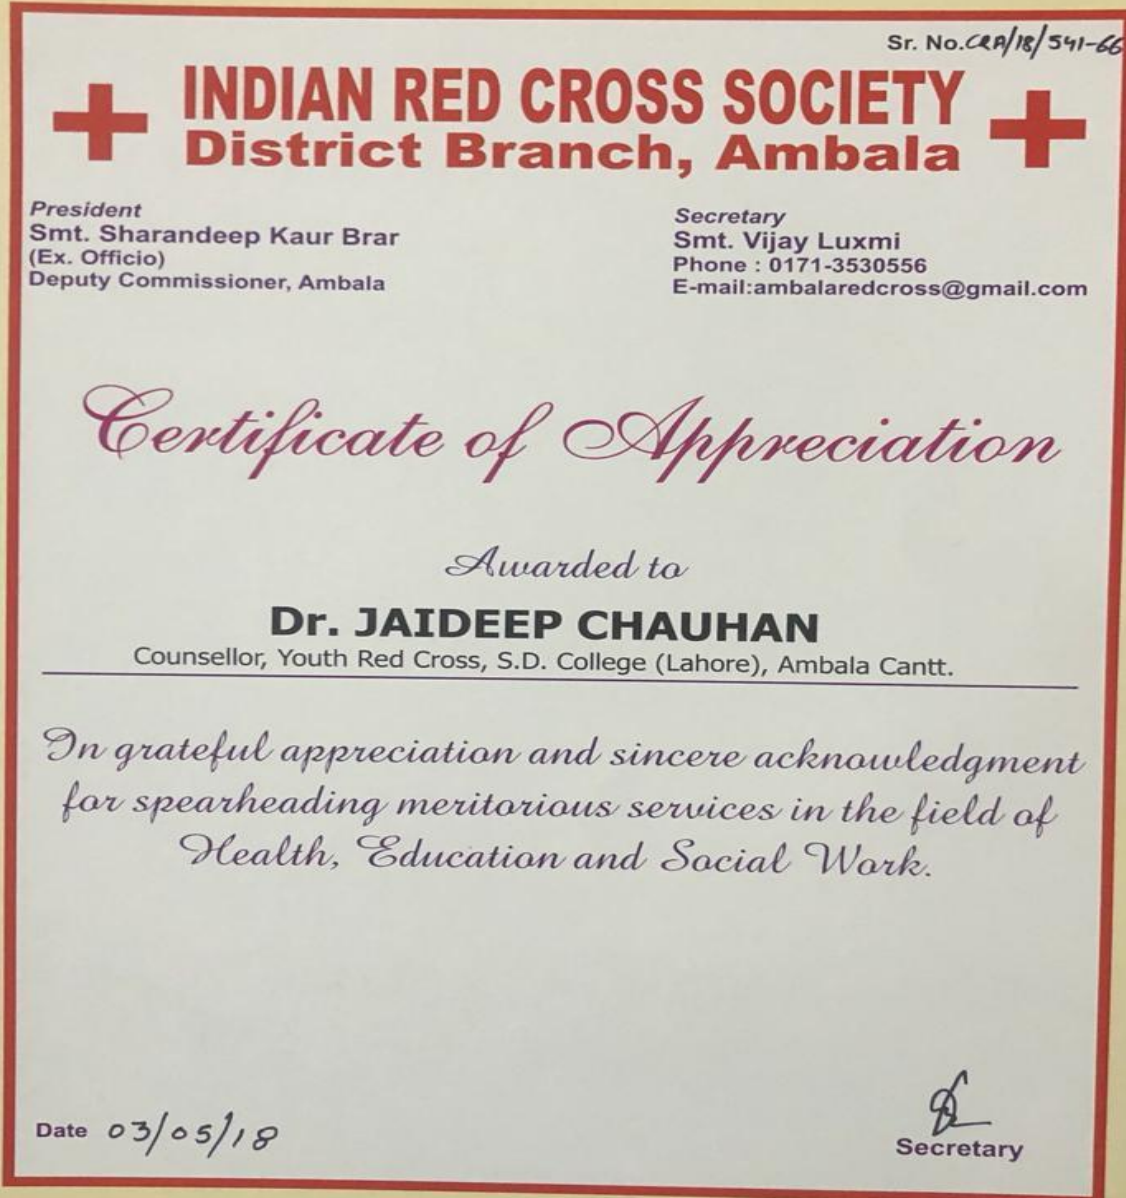 Sr. No. CRA/18/541-66
INDIAN RED CROSS SOCIETY
District Branch, Ambala
President
Smt. Sharandeep Kaur Brar
(Ex. Officio)
Deputy Commissioner, Ambala
Secretary
Smt. Vijay Luxmi
Phone : 0171-3530556
E-mail:ambalaredcross@gmail.com
Certificate of Appreciation
Awarded to
Dr. JAIDEEP CHAUHAN
Counsellor, Youth Red Cross, S.D. College (Lahore), Ambala Cantt.
In grateful appreciation and sincere acknowledgment
for spearheading meritorious services in the field of
Health, Education and Social Work.
Date 03/05/18
Secretary